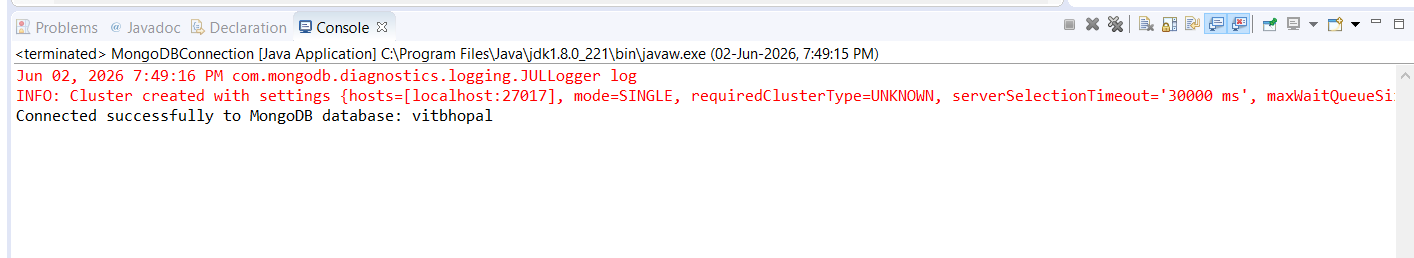 Problems @ Javadoc Declaration Console
<terminated> MongoDBConnection [Java Application] C:\Program Files\Java\jdk1.8.0_221\bin\javaw.exe (02-Jun-2026, 7:49:15 PM)
Jun 02, 2026 7:49:16 PM com.mongodb.diagnostics.logging.JULLogger log
INFO: Cluster created with settings {hosts=[localhost:27017], mode=SINGLE, requiredClusterType=UNKNOWN, serverSelectionTimeout='30000 ms', maxWaitQueueSi
Connected successfully to MongoDB database: vitbhopal